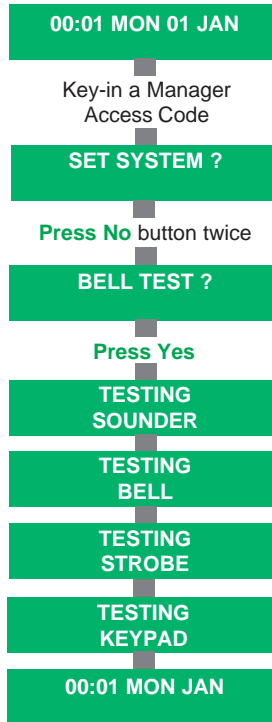 00:01 MON 01 JAN
Key-in a Manager
Access Code
SET SYSTEM ?
Press No button twice
BELL TEST ?
Press Yes
TESTING
SOUNDER
TESTING
BELL
TESTING
STROBE
TESTING
KEYPAD
00:01 MON JAN